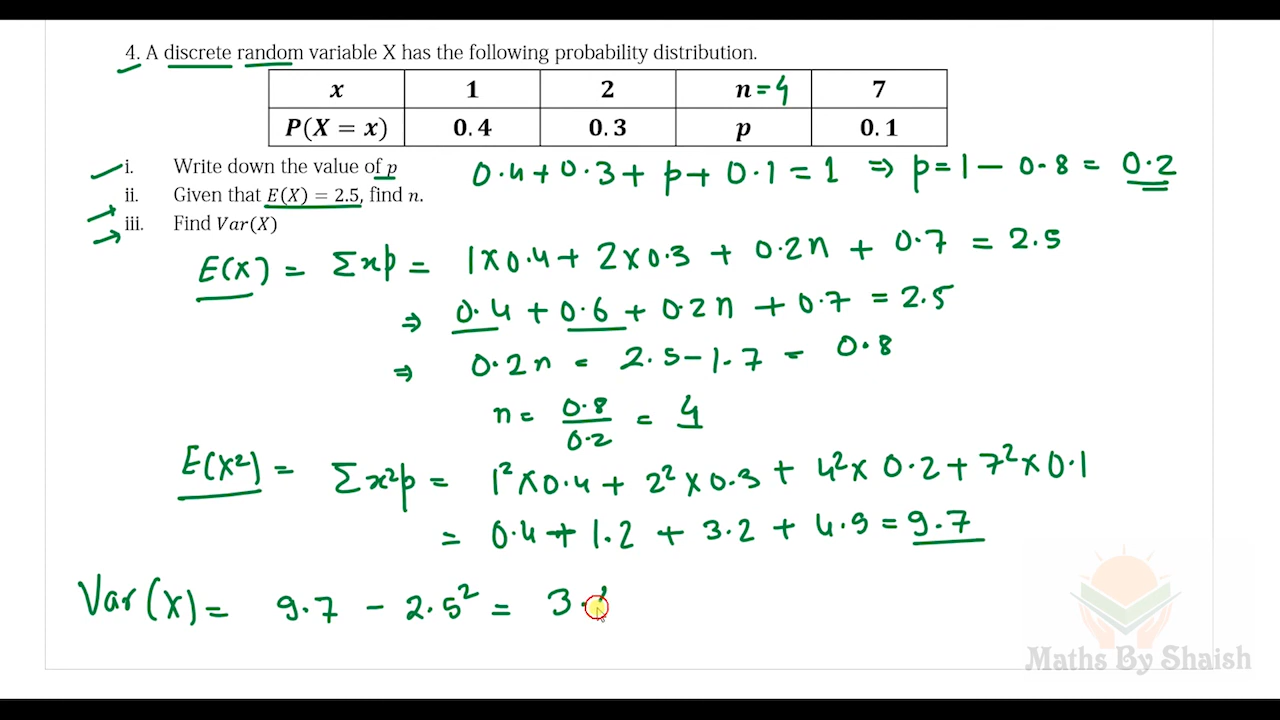 4. A discrete random variable X has the following probability distribution.
x 1 2 n = 4 7
P(X = x) 0.4 0.3 p 0.1
i. Write down the value of p
0.4 + 0.3 + p + 0.1 = 1 ⇒ p = 1 - 0.8 = 0.2
ii. Given that E(X) = 2.5, find n.
iii. Find Var(X)
E(X) = Σxp = 1×0.4 + 2×0.3 + 0.2n + 0.7 = 2.5
⇒ 0.4 + 0.6 + 0.2n + 0.7 = 2.5
⇒ 0.2n = 2.5 - 1.7 = 0.8
n = 0.8/0.2 = 4
E(X²) = Σx²p = 1²×0.4 + 2²×0.3 + 4²×0.2 + 7²×0.1
= 0.4 + 1.2 + 3.2 + 4.9 = 9.7
Var(X) = 9.7 - 2.5² = 3.
Maths By Shaish